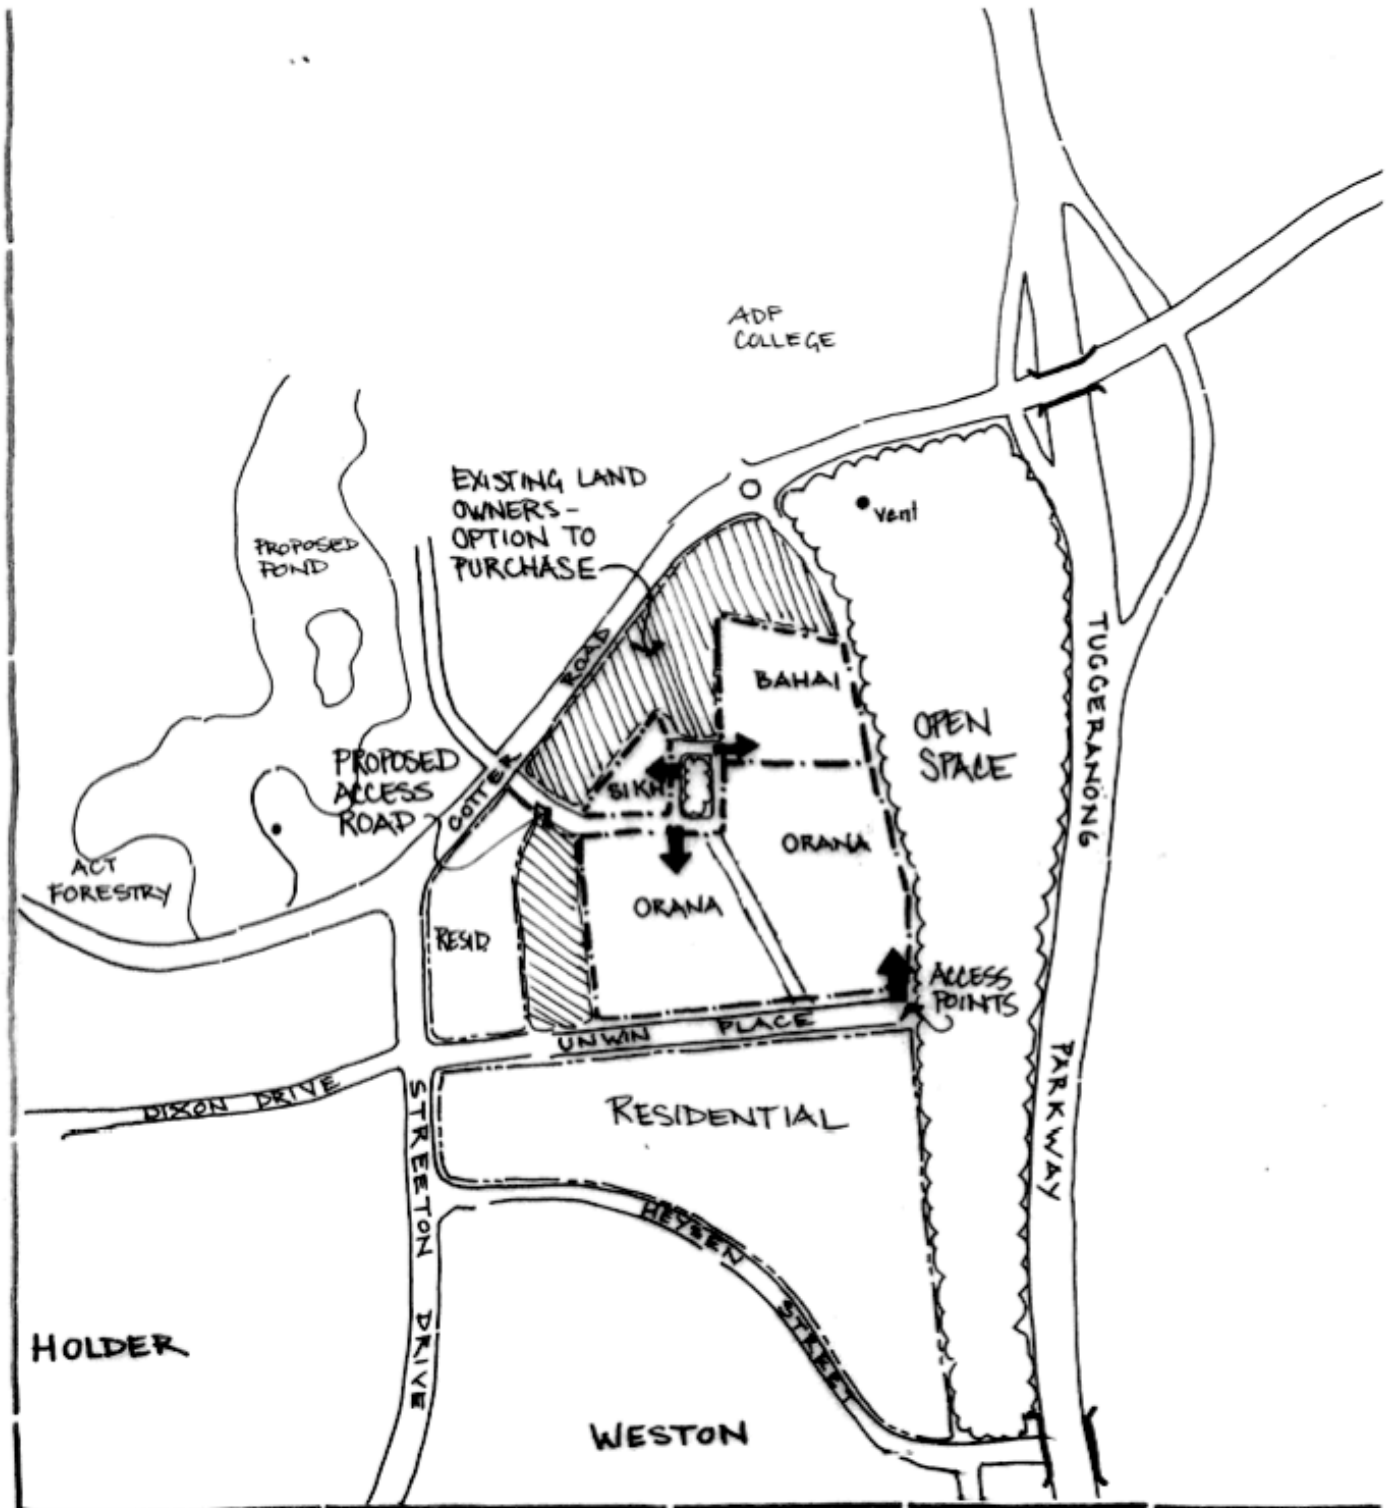 ADF
COLLEGE
EXISTING LAND
OWNERS-
OPTION TO
PURCHASE
vent
PROPOSED
POND
TUGGERANONG
PARKWAY
COTTER
ROAD
BAHAI
OPEN
SPACE
PROPOSED
ACCESS
ROAD
SIKH
ORANA
ACT
FORESTRY
ORANA
RESID.
ACCESS
POINTS
UNWIN PLACE
DIXON DRIVE
STREETON DRIVE
RESIDENTIAL
HEYSEN STREET
HOLDER
WESTON